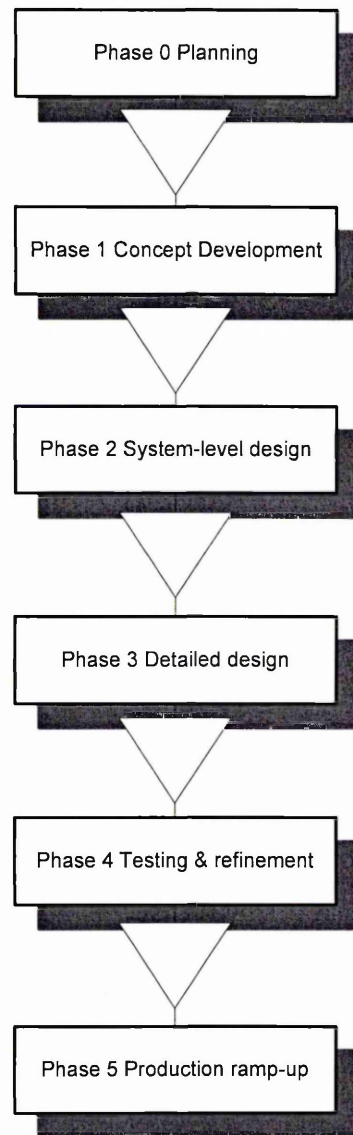 Phase 0 Planning
Phase 1 Concept Development
Phase 2 System-level design
Phase 3 Detailed design
Phase 4 Testing & refinement
Phase 5 Production ramp-up